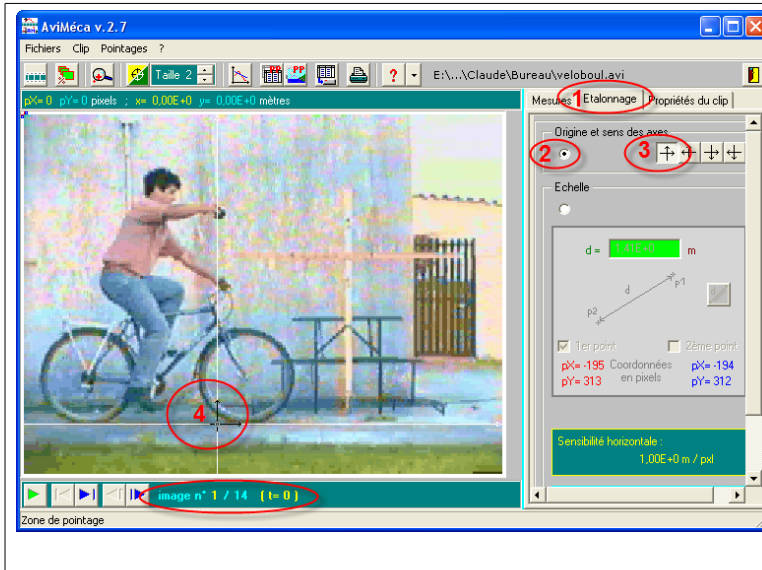 AviMéca v. 2.7
Fichiers Clip Pointages ?
Taille 2 ? E:\...\Claude\Bureau\veloboul.avi
pX= 0 pY= 0 pixels ; x= 0,00E+0 y= 0,00E+0 mètres
Mesures Etalonnage Propriétés du clip
1
Origine et sens des axes
2 3
Echelle
d = 1.41E+0 m
d p1
p2
d
1er point 2ème point
pX= -195 Coordonnées pX= -194
pY= 313 en pixels pY= 312
4
Sensibilité horizontale :
1,00E+0 m / pxl
image n° 1 / 14 ( t= 0 )
Zone de pointage